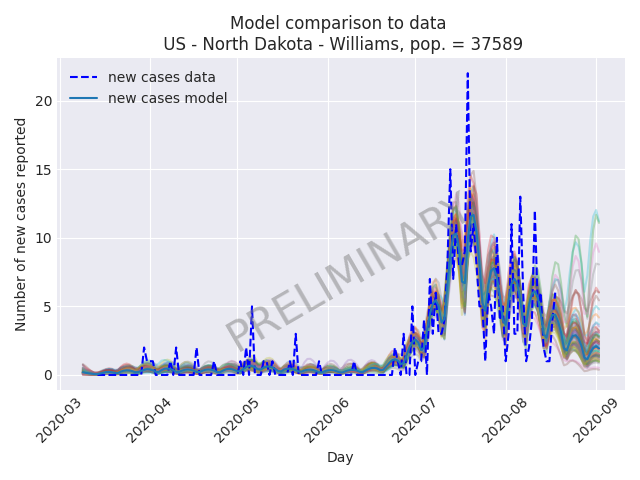 Model comparison to data
US - North Dakota - Williams, pop. = 37589
new cases data
new cases model
PRELIMINARY
Number of new cases reported
20
15
10
5
0
2020-03
2020-04
2020-05
2020-06
2020-07
2020-08
2020-09
Day